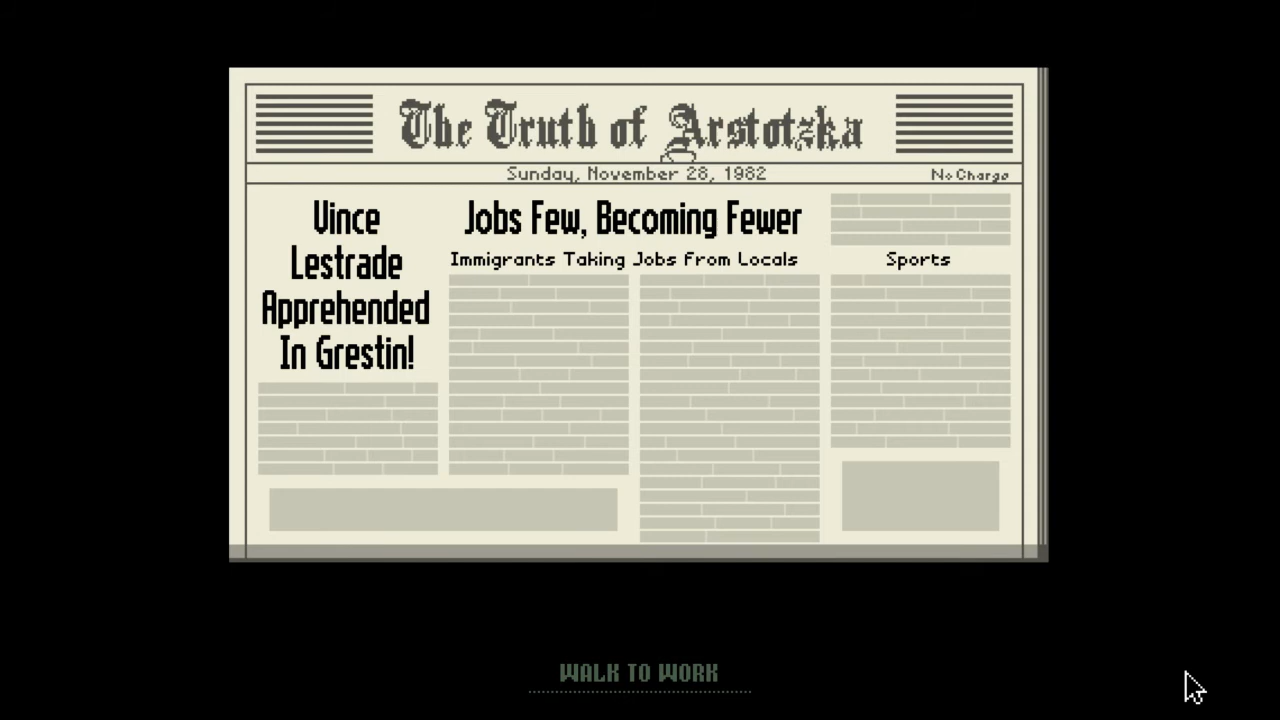 The Truth of Arstotzka
Sunday, November 28, 1982
No Charge
Vince
Lestrade
Apprehended
In Grestin!
Jobs Few, Becoming Fewer
Immigrants Taking Jobs From Locals
Sports
WALK TO WORK